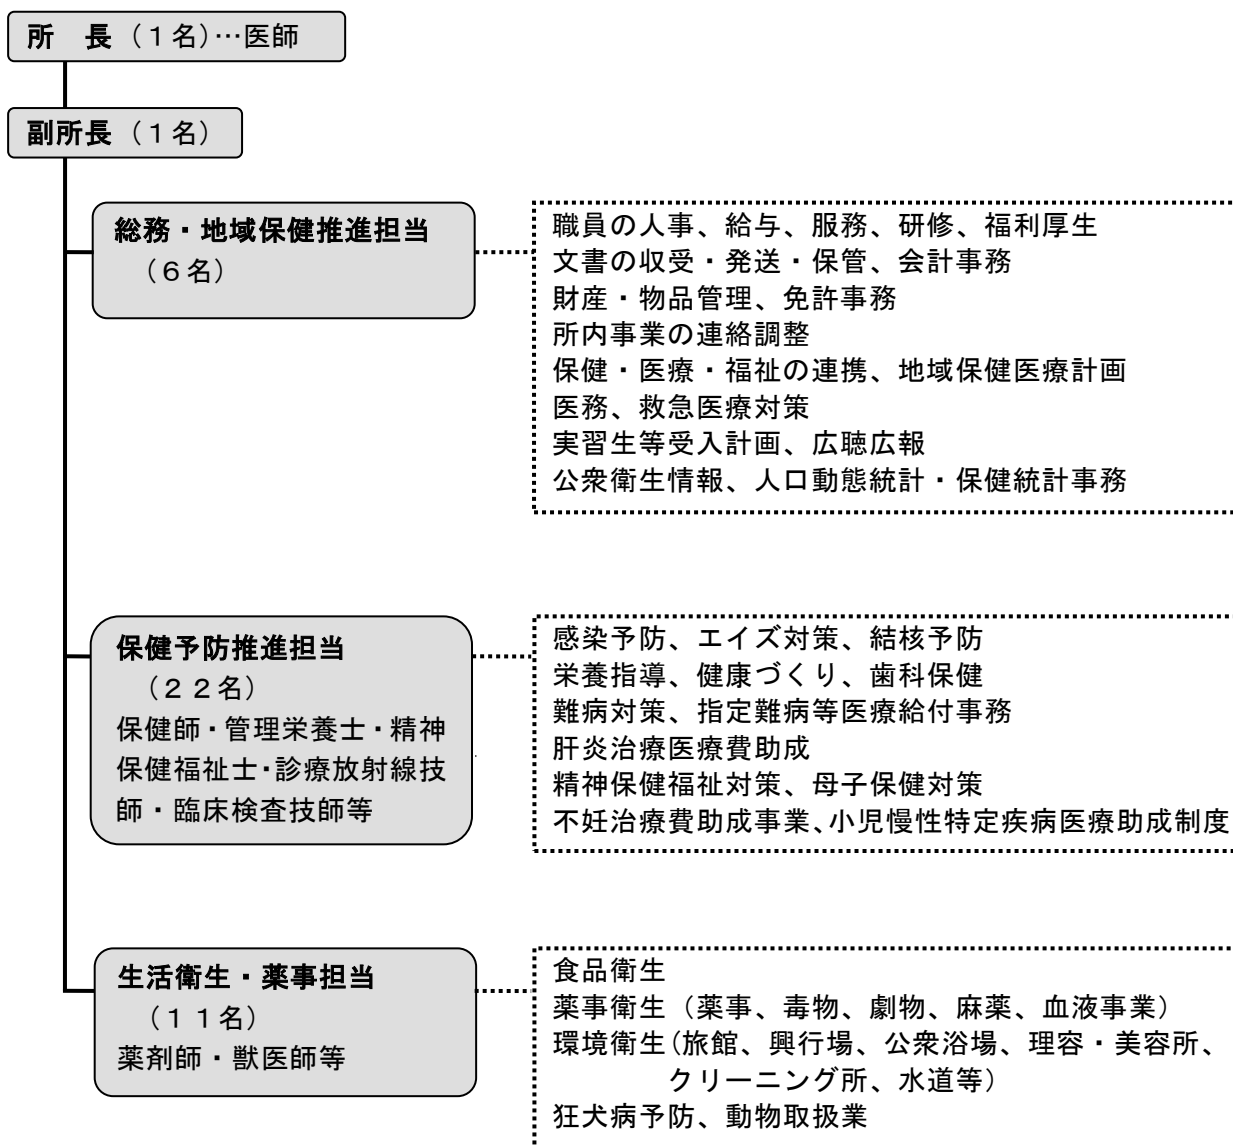 所　長（１名）…医師
副所長（１名）
総務・地域保健推進担当
（６名）
職員の人事、給与、服務、研修、福利厚生
文書の収受・発送・保管、会計事務
財産・物品管理、免許事務
所内事業の連絡調整
保健・医療・福祉の連携、地域保健医療計画
医務、救急医療対策
実習生等受入計画、広聴広報
公衆衛生情報、人口動態統計・保健統計事務
保健予防推進担当
（２２名）
保健師・管理栄養士・精神
保健福祉士・診療放射線技
師・臨床検査技師等
感染予防、エイズ対策、結核予防
栄養指導、健康づくり、歯科保健
難病対策、指定難病等医療給付事務
肝炎治療医療費助成
精神保健福祉対策、母子保健対策
不妊治療費助成事業、小児慢性特定疾病医療助成制度
生活衛生・薬事担当
（１１名）
薬剤師・獣医師等
食品衛生
薬事衛生（薬事、毒物、劇物、麻薬、血液事業）
環境衛生（旅館、興行場、公衆浴場、理容・美容所、
クリーニング所、水道等）
狂犬病予防、動物取扱業